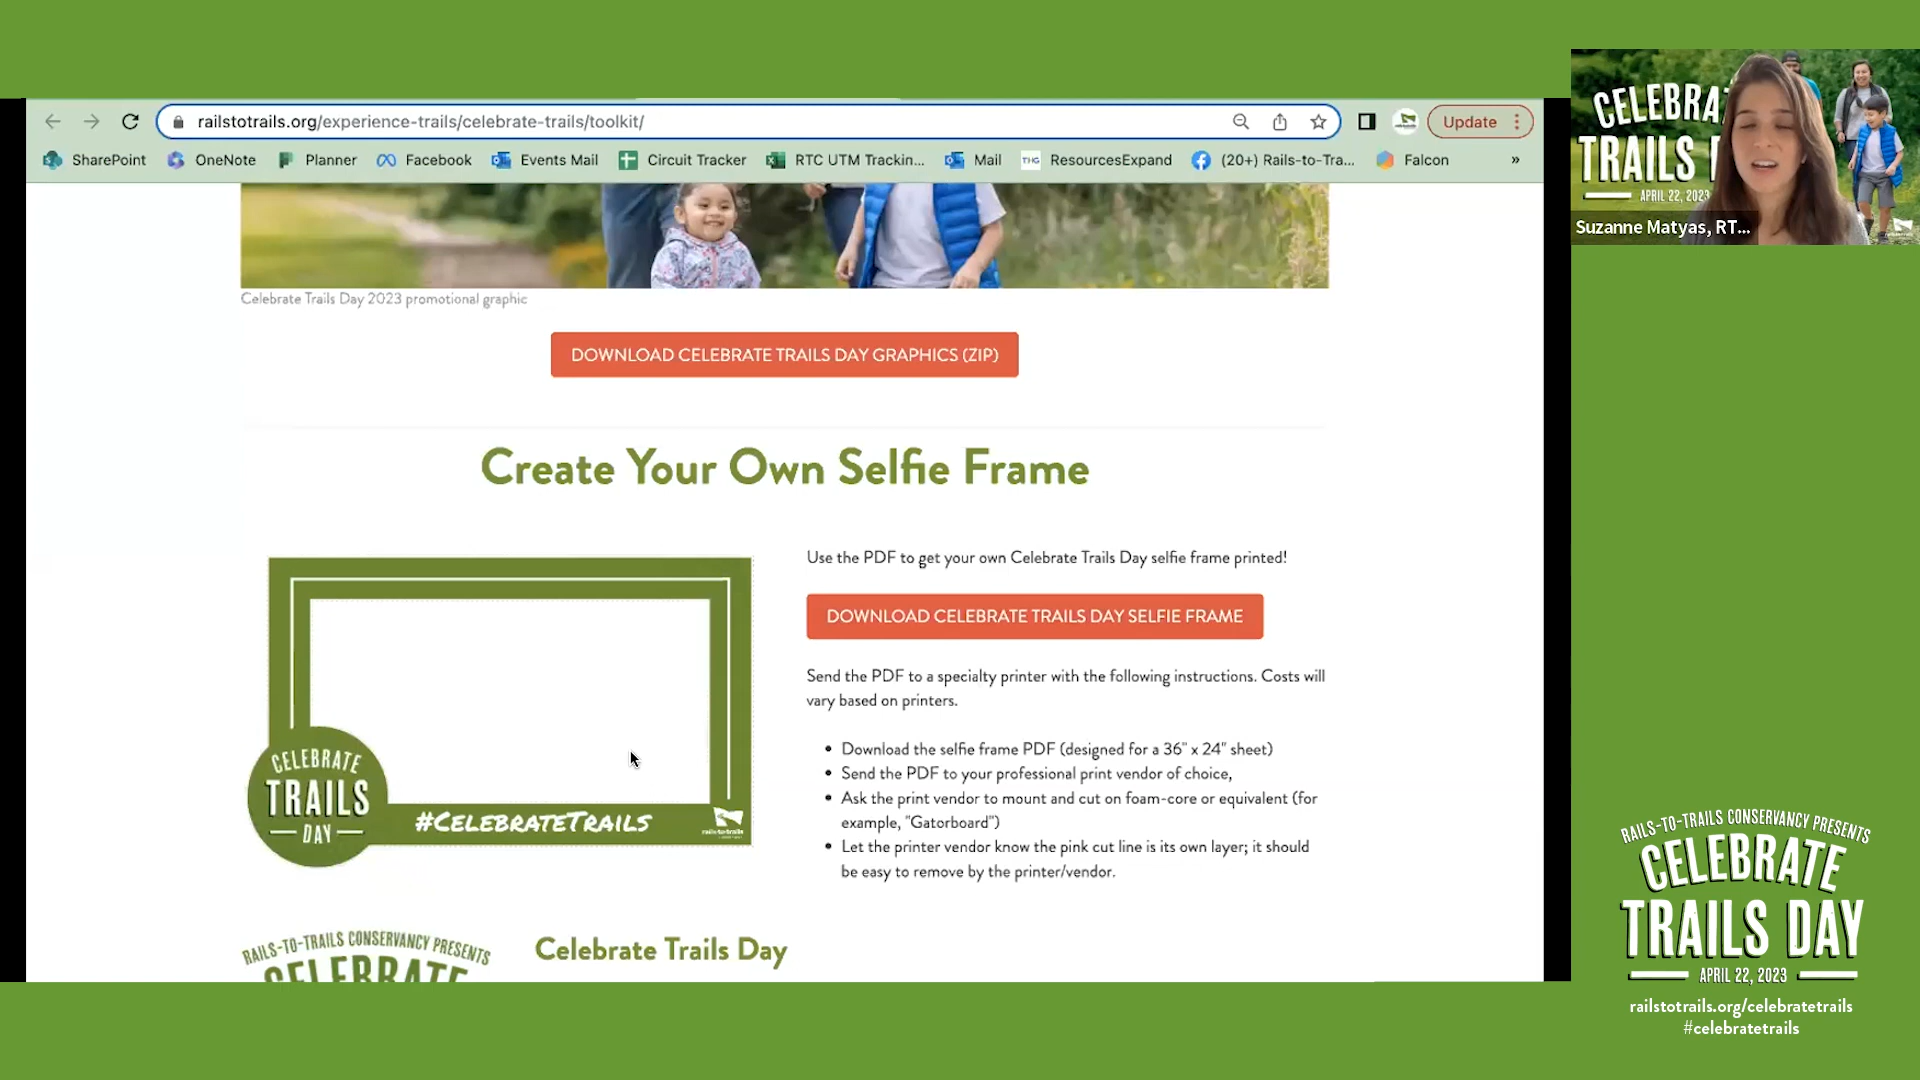 railstotrails.org/experience-trails/celebrate-trails/toolkit/
Update
SharePoint
OneNote
Planner
Facebook
Events Mail
Circuit Tracker
RTC UTM Trackin...
Mail
THG
ResourcesExpand
(20+) Rails-to-Tra...
Falcon
»
Celebrate Trails Day 2023 promotional graphic
DOWNLOAD CELEBRATE TRAILS DAY GRAPHICS (ZIP)
Create Your Own Selfie Frame
CELEBRATE
TRAILS
DAY
#CELEBRATETRAILS
rails-to-trails
Use the PDF to get your own Celebrate Trails Day selfie frame printed!
DOWNLOAD CELEBRATE TRAILS DAY SELFIE FRAME
Send the PDF to a specialty printer with the following instructions. Costs will
vary based on printers.
• Download the selfie frame PDF (designed for a 36" x 24" sheet)
• Send the PDF to your professional print vendor of choice,
• Ask the print vendor to mount and cut on foam-core or equivalent (for
example, "Gatorboard")
• Let the printer vendor know the pink cut line is its own layer; it should
be easy to remove by the printer/vendor.
RAILS-TO-TRAILS CONSERVANCY PRESENTS
CELEBRATE
Celebrate Trails Day
CELEBRA
TRAILS
APRIL 22, 2023
Suzanne Matyas, RT...
RAILS-TO-TRAILS CONSERVANCY PRESENTS
CELEBRATE
TRAILS DAY
APRIL 22, 2023
railstotrails.org/celebratetrails
#celebratetrails